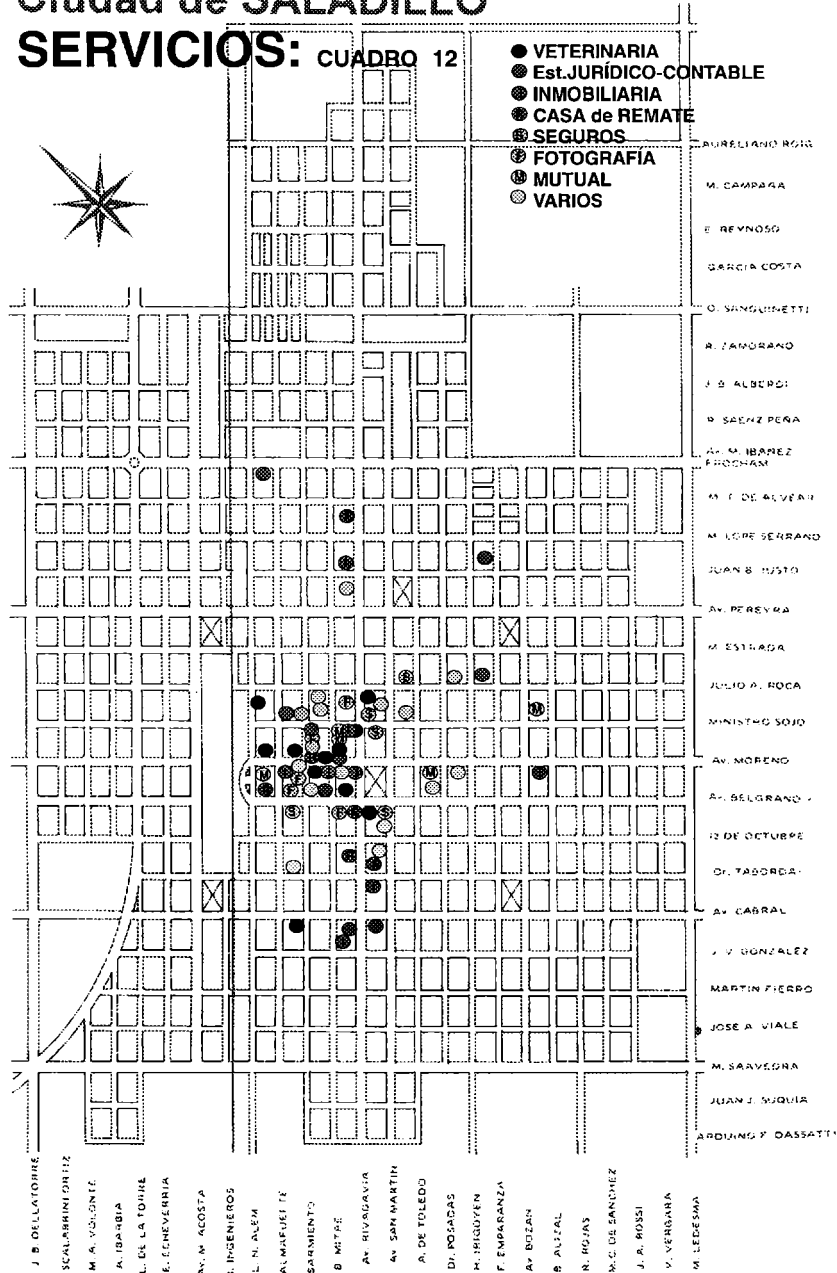 Ciudad de SALADILLO
SERVICIOS: CUADRO 12
VETERINARIA
Est.JURÍDICO-CONTABLE
INMOBILIARIA
CASA de REMATE
SEGUROS
FOTOGRAFÍA
MUTUAL
VARIOS
AURELIANO ROIG
M. CAMPAÑA
E. REYNOSO
GARCIA COSTA
O. SANGUINETTI
R. ZAMORANO
J. B. ALBERDI
R. SAENZ PEÑA
Av. M. IBAÑEZ
FROCHAM
M. T. DE ALVEAR
M. LOPE SERRANO
JUAN B. JUSTO
Av. PEREYRA
M. ESTRADA
JULIO A. ROCA
MINISTRO SOJO
Av. MORENO
Av. BELGRANO
12 DE OCTUBRE
Dr. TABORDA
Av. CABRAL
J. V. GONZALEZ
MARTIN FIERRO
JOSE A. VIALE
M. SAAVEDRA
JUAN J. SUQUIA
ARDUINO F. DASSATTI
J. B. DELLATORRE
SCALABRINI ORTIZ
M. A. VOLONTE
A. IBARBIA
L. DE LA TORRE
E. ECHEVERRIA
Av. M. ACOSTA
J. INGENIEROS
L. N. ALEM
ALMAFUERTE
SARMIENTO
B. MITRE
Av. RIVADAVIA
Av. SAN MARTIN
A. DE TOLEDO
Dr. POSADAS
H. IRIGOYEN
F. EMPARANZA
Av. BOZAN
B. ALIZAL
R. ROJAS
M. C. DE SANCHEZ
J. A. ROSSI
V. VERGARA
M. LEDESMA